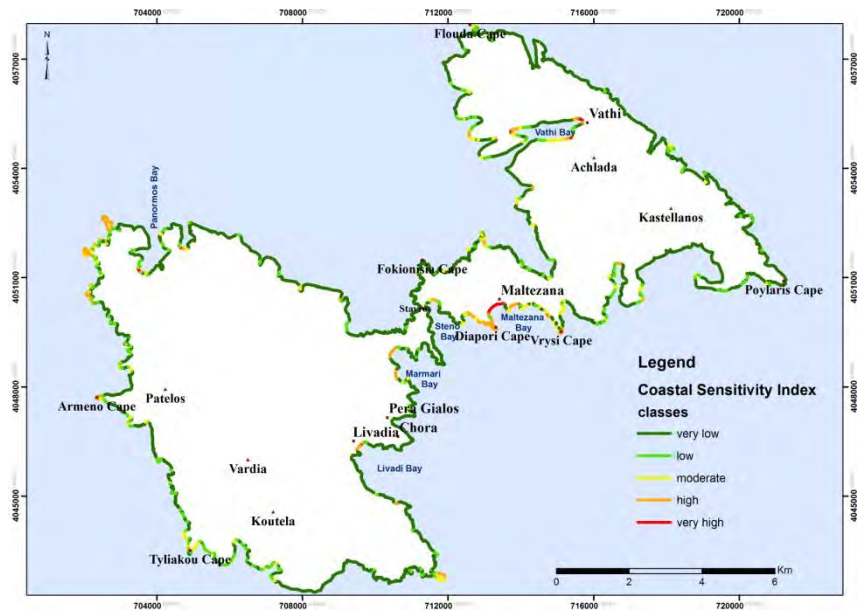 704000 708000 712000 716000 720000
N
Flouda Cape
4057000
4057000
Vathi
Vathi Bay
Achlada
4054000
4054000
Panormos Bay
Kastellanos
Fokionisia Cape
4051000
4051000
Maltezana
Poylaris Cape
Stavros
Maltezana
Bay
Steno
Bay
Diapori Cape
Vrysi Cape
Legend
Marmari
Bay
Coastal Sensitivity Index
4048000
4048000
Patelos
classes
Armeno Cape
Pera Gialos
very low
Livadia
Chora
low
Vardia
Livadi Bay
moderate
4045000
4045000
high
Koutela
very high
Tyliakou Cape
Km
0 2 4 6
704000 708000 712000 716000 720000